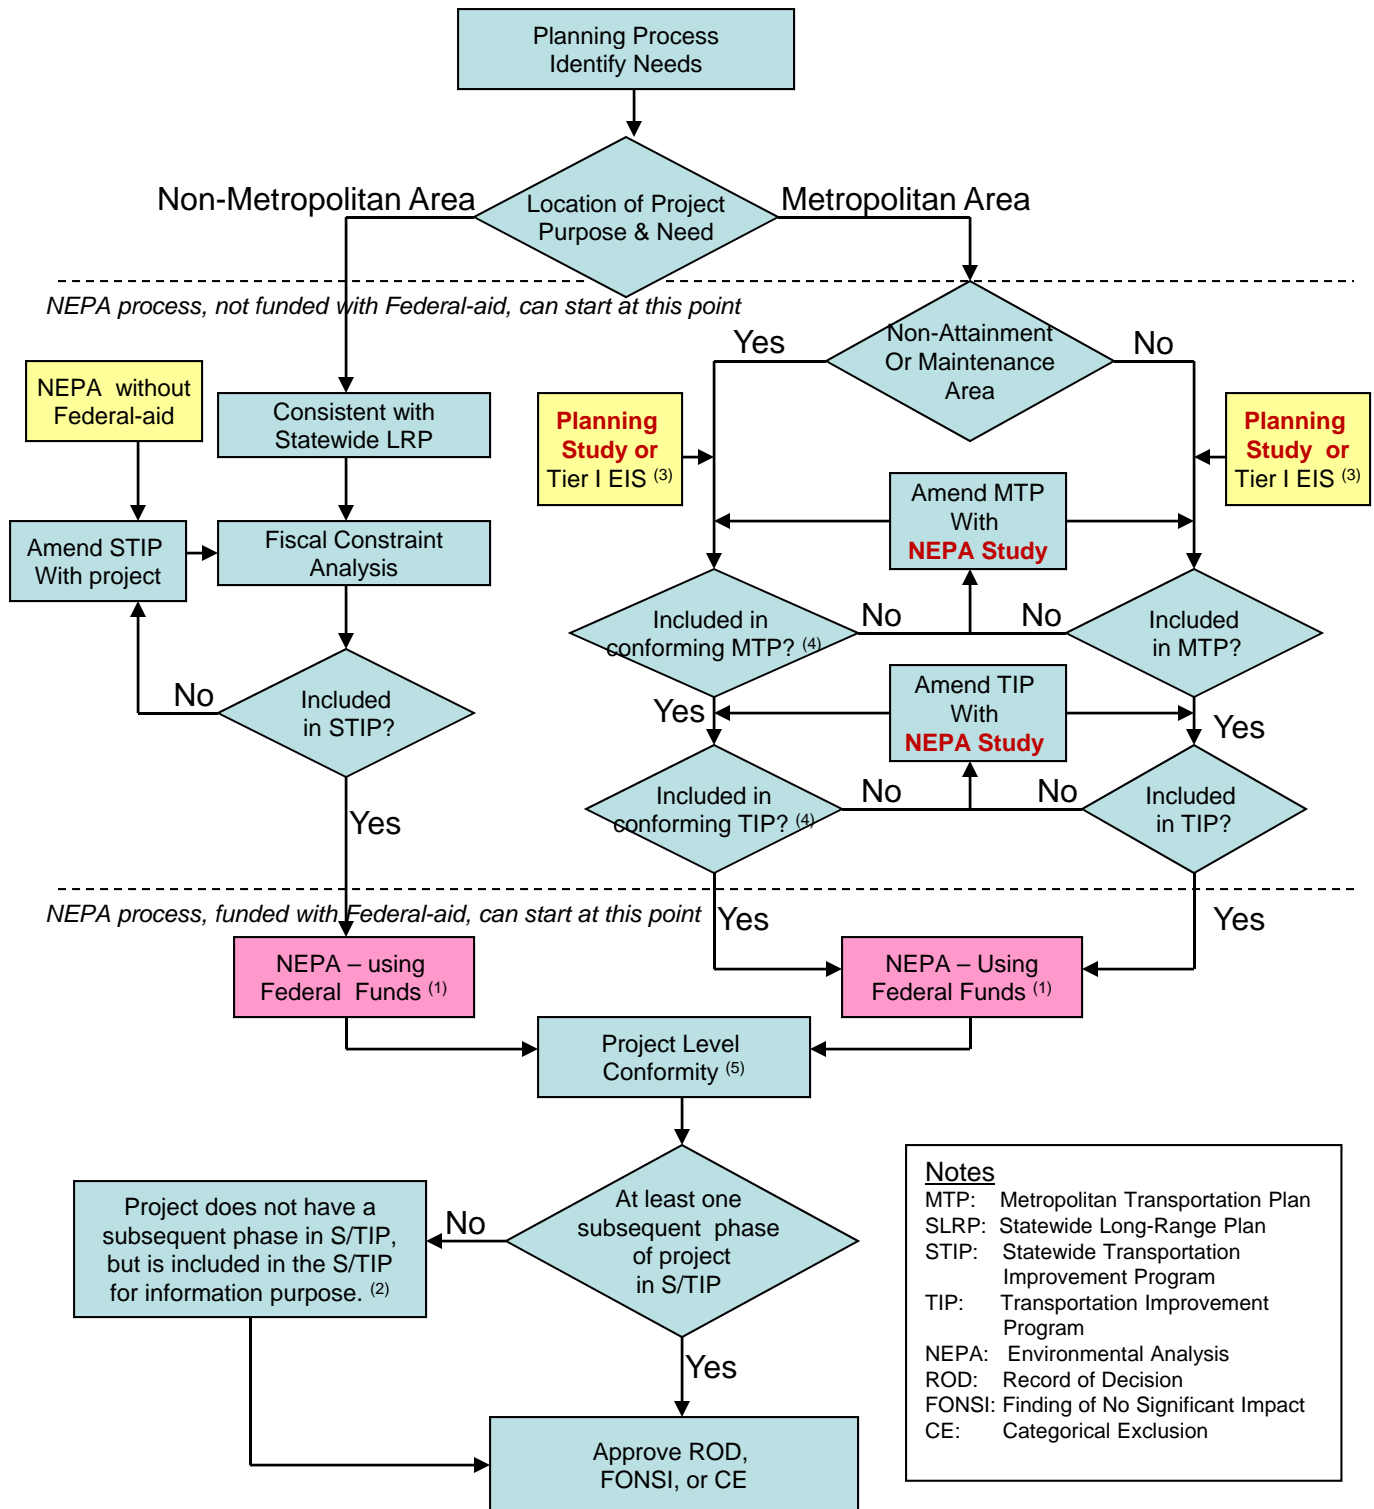 Planning Process
Identify Needs
Non-Metropolitan Area
Metropolitan Area
Location of Project
Purpose & Need
NEPA process, not funded with Federal-aid, can start at this point
Yes
Non-Attainment
Or Maintenance
Area
No
NEPA without
Federal-aid
Consistent with
Statewide LRP
Planning
Study or
Tier I EIS (3)
Planning
Study or
Tier I EIS (3)
Amend MTP
With
NEPA Study
Amend STIP
With project
Fiscal Constraint
Analysis
Included in
conforming MTP? (4)
No
No
Included
in MTP?
No
Included
in STIP?
Yes
Amend TIP
With
NEPA Study
Yes
Included in
conforming TIP? (4)
No
No
Included
in TIP?
Yes
NEPA process, funded with Federal-aid, can start at this point
Yes
Yes
NEPA – using
Federal Funds (1)
NEPA – Using
Federal Funds (1)
Project Level
Conformity (5)
Project does not have a
subsequent phase in S/TIP,
but is included in the S/TIP
for information purpose. (2)
No
At least one
subsequent phase
of project
in S/TIP
Yes
Approve ROD,
FONSI, or CE
Notes
MTP: Metropolitan Transportation Plan
SLRP: Statewide Long-Range Plan
STIP: Statewide Transportation
Improvement Program
TIP: Transportation Improvement
Program
NEPA: Environmental Analysis
ROD: Record of Decision
FONSI: Finding of No Significant Impact
CE: Categorical Exclusion